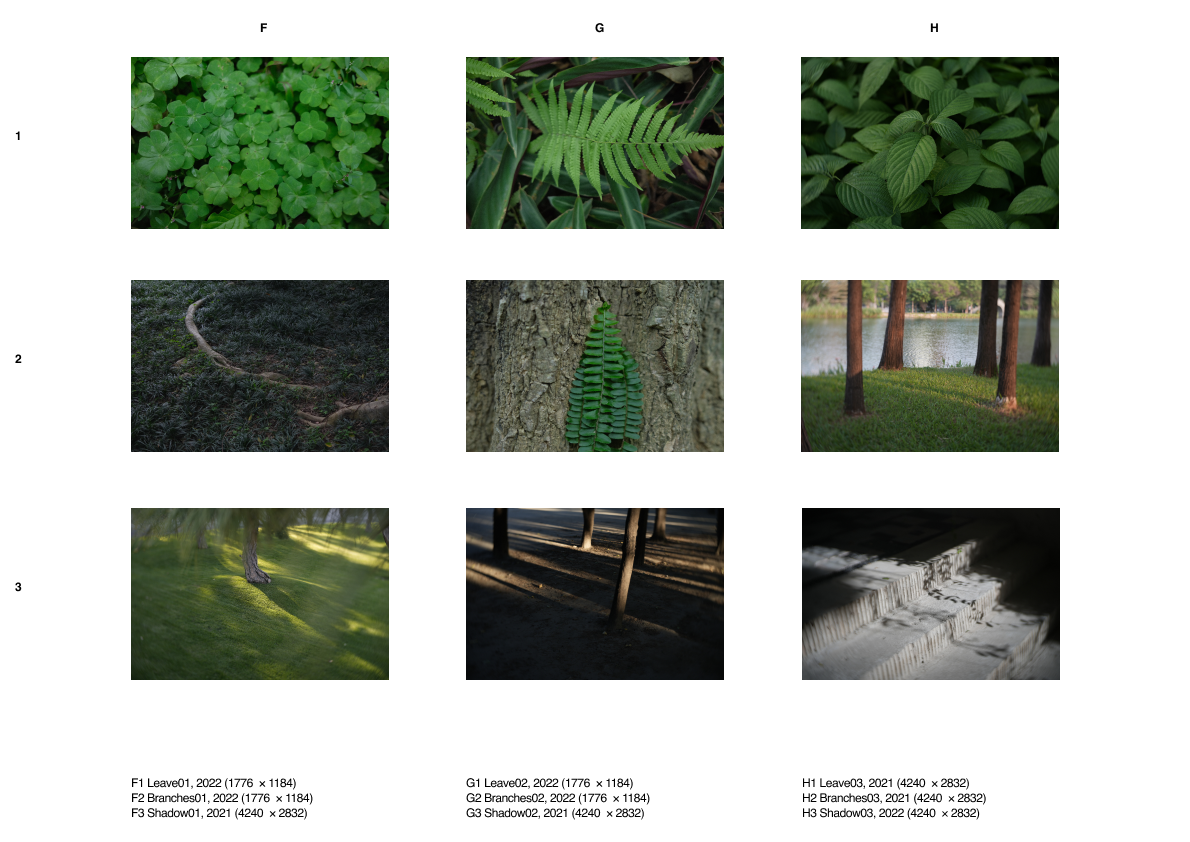 F
G
H
1
2
3
F1 Leave01, 2022 (1776 × 1184)
F2 Branches01, 2022 (1776 × 1184)
F3 Shadow01, 2021 (4240 × 2832)
G1 Leave02, 2022 (1776 × 1184)
G2 Branches02, 2022 (1776 × 1184)
G3 Shadow02, 2021 (4240 × 2832)
H1 Leave03, 2021 (4240 × 2832)
H2 Branches03, 2021 (4240 × 2832)
H3 Shadow03, 2022 (4240 × 2832)